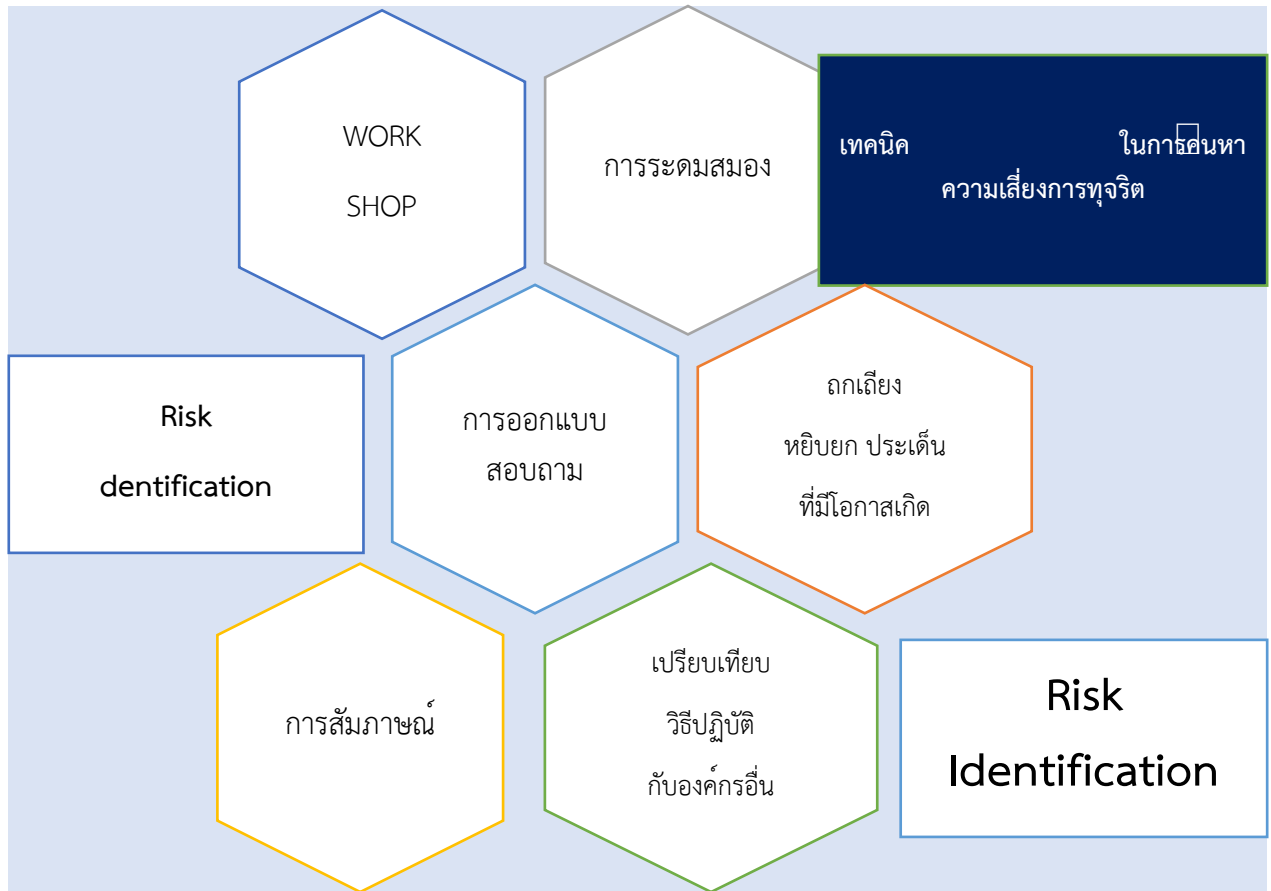 WORK
SHOP
การระดมสมอง
เทคนิค ในการค้นหา
ความเสี่ยงการทุจริต
Risk
dentification
การออกแบบ
สอบถาม
ถกเถียง
หยิบยก ประเด็น
ที่มีโอกาสเกิด
การสัมภาษณ์
เปรียบเทียบ
วิธีปฏิบัติ
กับองค์กรอื่น
Risk
Identification